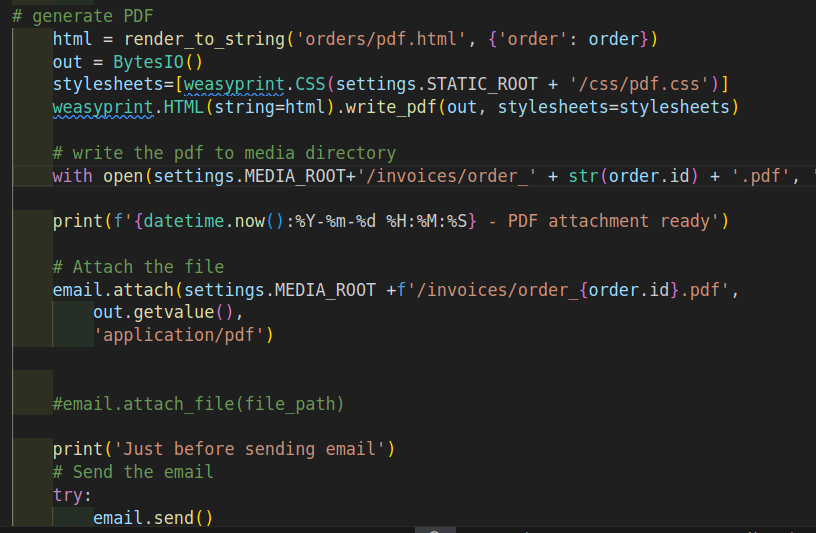 # generate PDF
html = render_to_string('orders/pdf.html', {'order': order})
out = BytesIO()
stylesheets=[weasyprint.CSS(settings.STATIC_ROOT + '/css/pdf.css')]
weasyprint.HTML(string=html).write_pdf(out, stylesheets=stylesheets)
# write the pdf to media directory
with open(settings.MEDIA_ROOT+'/invoices/order_' + str(order.id) + '.pdf', '
print(f'{datetime.now():%Y-%m-%d %H:%M:%S} - PDF attachment ready')
# Attach the file
email.attach(settings.MEDIA_ROOT +f'/invoices/order_{order.id}.pdf',
out.getvalue(),
'application/pdf')
#email.attach_file(file_path)
print('Just before sending email')
# Send the email
try:
email.send()